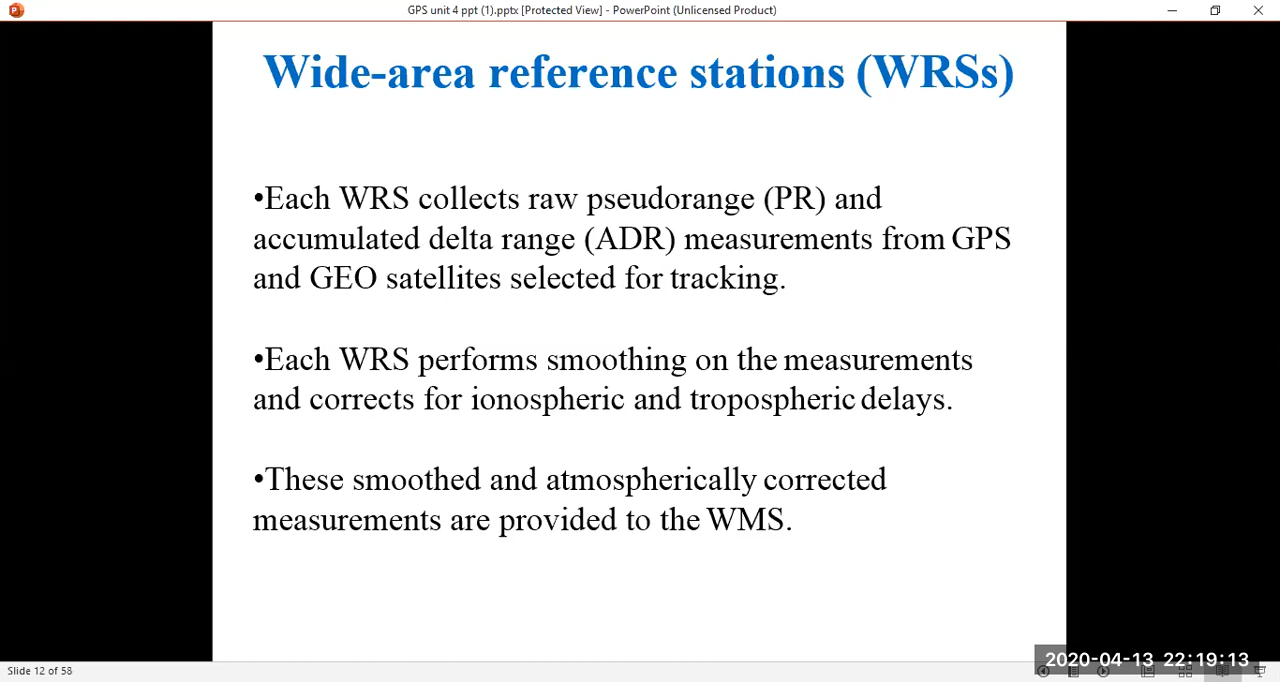 GPS unit 4 ppt (1).pptx [Protected View] - PowerPoint (Unlicensed Product)
Wide-area reference stations (WRSs)
•Each WRS collects raw pseudorange (PR) and
accumulated delta range (ADR) measurements from GPS
and GEO satellites selected for tracking.
•Each WRS performs smoothing on the measurements
and corrects for ionospheric and tropospheric delays.
•These smoothed and atmospherically corrected
measurements are provided to the WMS.
2020-04-13 22:19:13
Slide 12 of 58